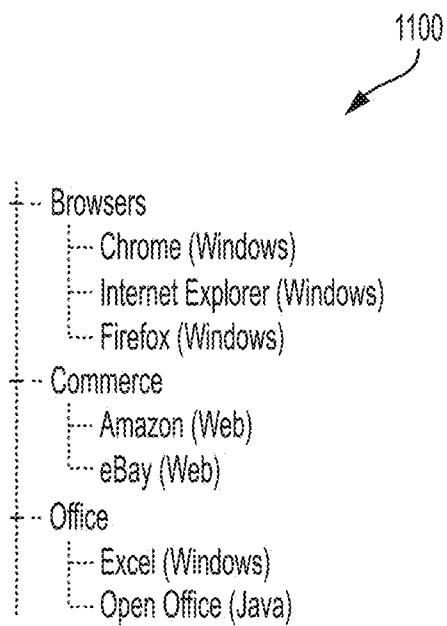 1100
Browsers
Chrome (Windows)
Internet Explorer (Windows)
Firefox (Windows)
Commerce
Amazon (Web)
eBay (Web)
Office
Excel (Windows)
Open Office (Java)